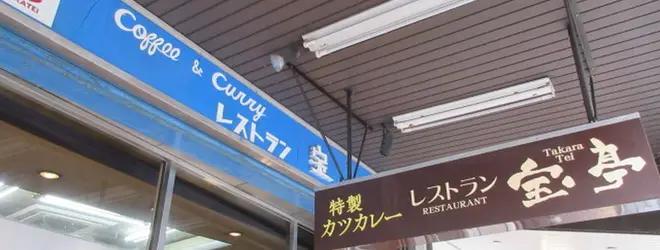 ATEI
Coffee & Curry
レストラン 宝
特製
カツカレー
レストラン
RESTAURANT
宝亭
Takara
Tei